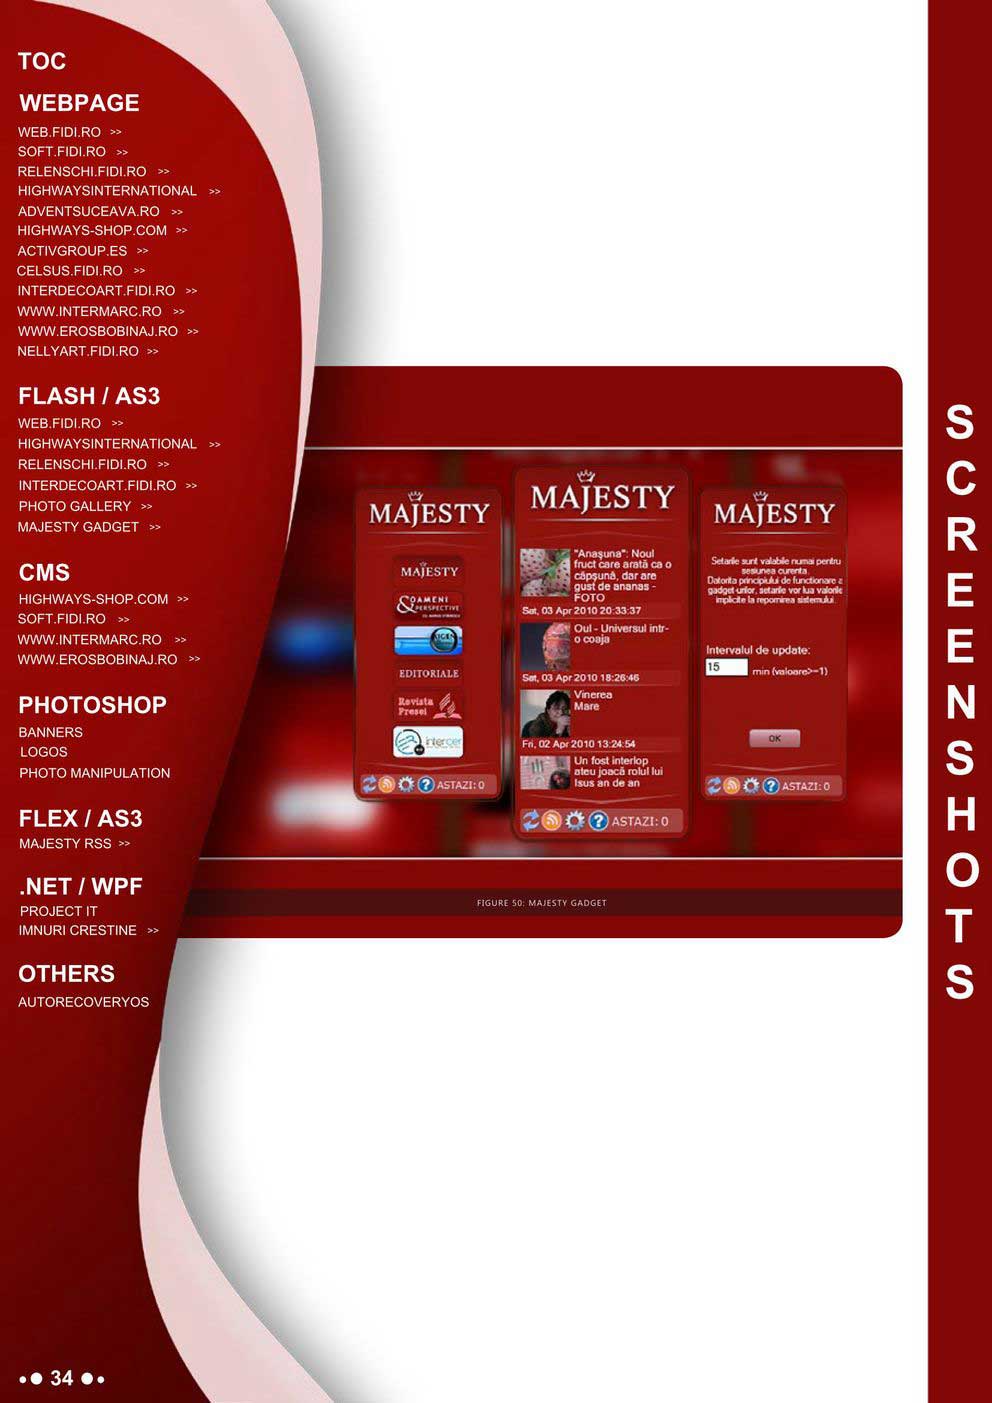 TOC
WEBPAGE
WEB.FIDI.RO >>
SOFT.FIDI.RO >>
RELENSCHI.FIDI.RO >>
HIGHWAYSINTERNATIONAL >>
ADVENTSUCEAVA.RO >>
HIGHWAYS-SHOP.COM >>
ACTIVGROUP.ES >>
CELSUS.FIDI.RO >>
INTERDECOART.FIDI.RO >>
WWW.INTERMARC.RO >>
WWW.EROSBOBINAJ.RO >>
NELLYART.FIDI.RO >>
FLASH / AS3
WEB.FIDI.RO >>
HIGHWAYSINTERNATIONAL >>
RELENSCHI.FIDI.RO >>
INTERDECOART.FIDI.RO >>
PHOTO GALLERY >>
MAJESTY GADGET >>
CMS
HIGHWAYS-SHOP.COM >>
SOFT.FIDI.RO >>
WWW.INTERMARC.RO >>
WWW.EROSBOBINAJ.RO >>
PHOTOSHOP
BANNERS
LOGOS
PHOTO MANIPULATION
FLEX / AS3
MAJESTY RSS >>
.NET / WPF
PROJECT IT
IMNURI CRESTINE >>
OTHERS
AUTORECOVERYOS
34
MAJESTY
MAJESTY
OAMENI
&PERSPECTIVE
EDITORIALE
Revista
Presei
intercer
ASTAZI: 0
MAJESTY
"Anaşuna": Noul
fruct care arată ca o
căpşună, dar are
gust de ananas -
FOTO
Sat, 03 Apr 2010 20:33:37
Oul - Universul intr-
o coaja
Sat, 03 Apr 2010 18:26:46
Vinerea
Mare
Fri, 02 Apr 2010 13:24:54
Un fost interlop
ateu joacă rolul lui
Isus an de an
ASTAZI: 0
MAJESTY
Setarile sunt valabile numai pentru
sesiunea curenta.
Datorita principiului de functionare a
gadget-urilor, setarile vor lua valorile
implicite la repornirea sistemului.
Intervalul de update:
15 min (valoare>=1)
OK
ASTAZI: 0
FIGURE 50: MAJESTY GADGET
SCREENSHOTS